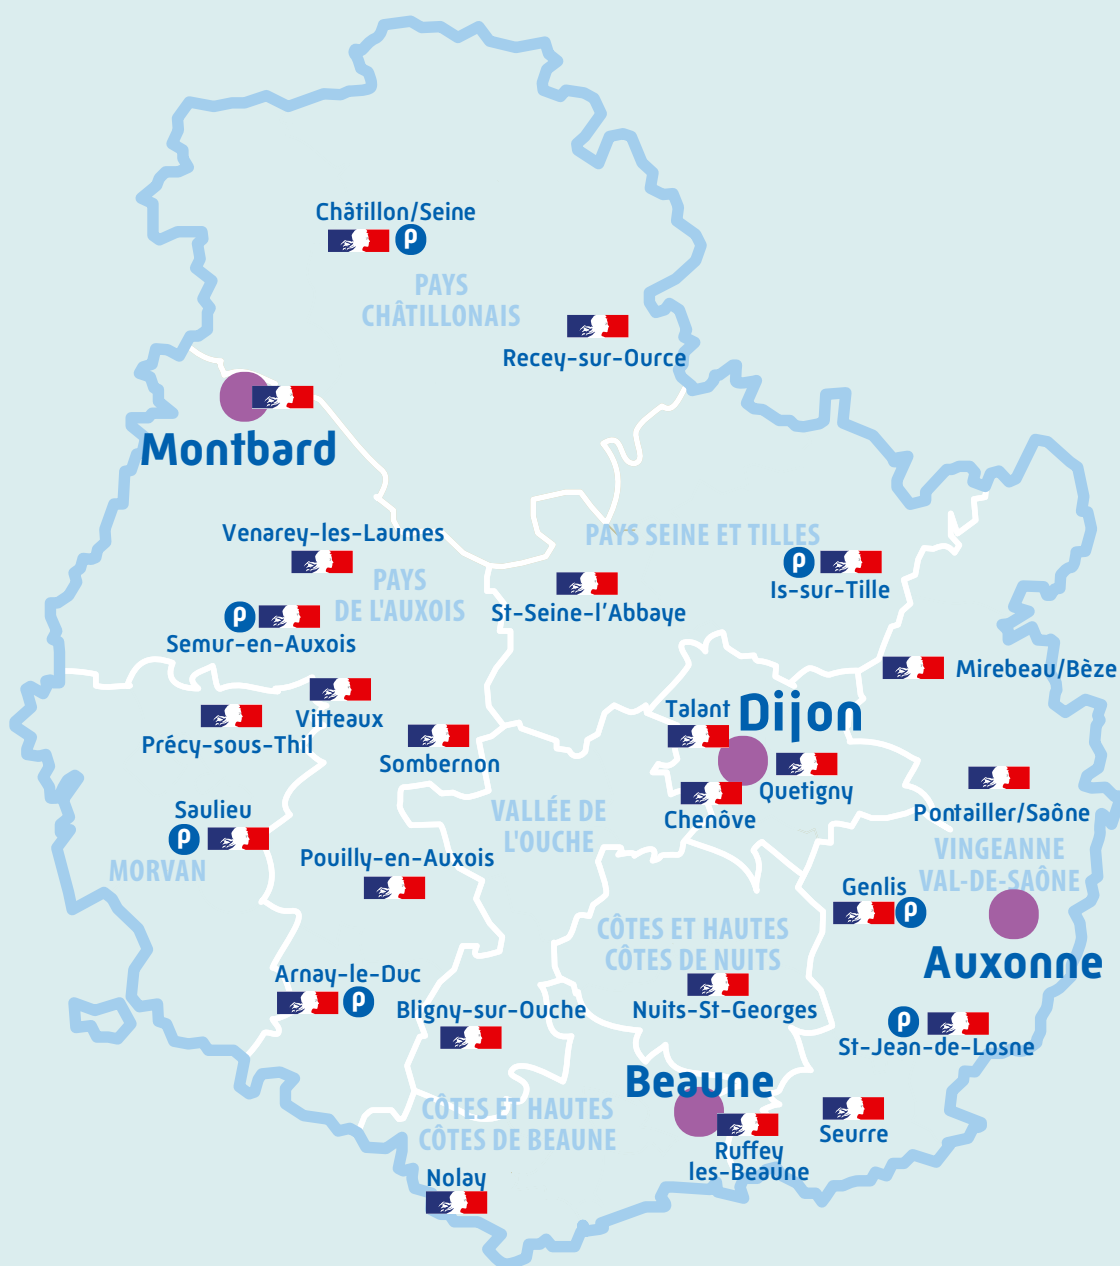 Châtillon/Seine
P
PAYS
CHÂTILLONAIS
Recey-sur-Ource
Montbard
Venarey-les-Laumes
PAYS SEINE ET TILLES
P
Is-sur-Tille
PAYS
DE L'AUXOIS
St-Seine-l'Abbaye
P
Semur-en-Auxois
Mirebeau/Bèze
Vitteaux
Talant
Dijon
Précy-sous-Thil
Sombernon
Quetigny
Chenôve
Pontailler/Saône
Saulieu
P
MORVAN
VALLÉE DE
L'OUCHE
Pouilly-en-Auxois
VINGEANNE
VAL-DE-SAÔNE
Genlis
P
CÔTES ET HAUTES
CÔTES DE NUITS
Auxonne
Arnay-le-Duc
P
Bligny-sur-Ouche
Nuits-St-Georges
P
St-Jean-de-Losne
Beaune
CÔTES ET HAUTES
CÔTES DE BEAUNE
Seurre
Ruffey
les-Beaune
Nolay